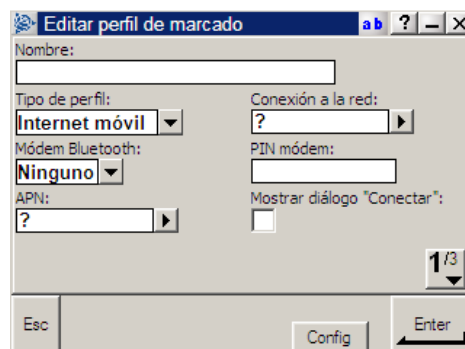 Editar perfil de marcado ab ? – X
Nombre:
Tipo de perfil: Conexión a la red:
Internet móvil ?
Módem Bluetooth: PIN módem:
Ninguno
APN: Mostrar diálogo "Conectar":
?
1/3
Esc Config Enter